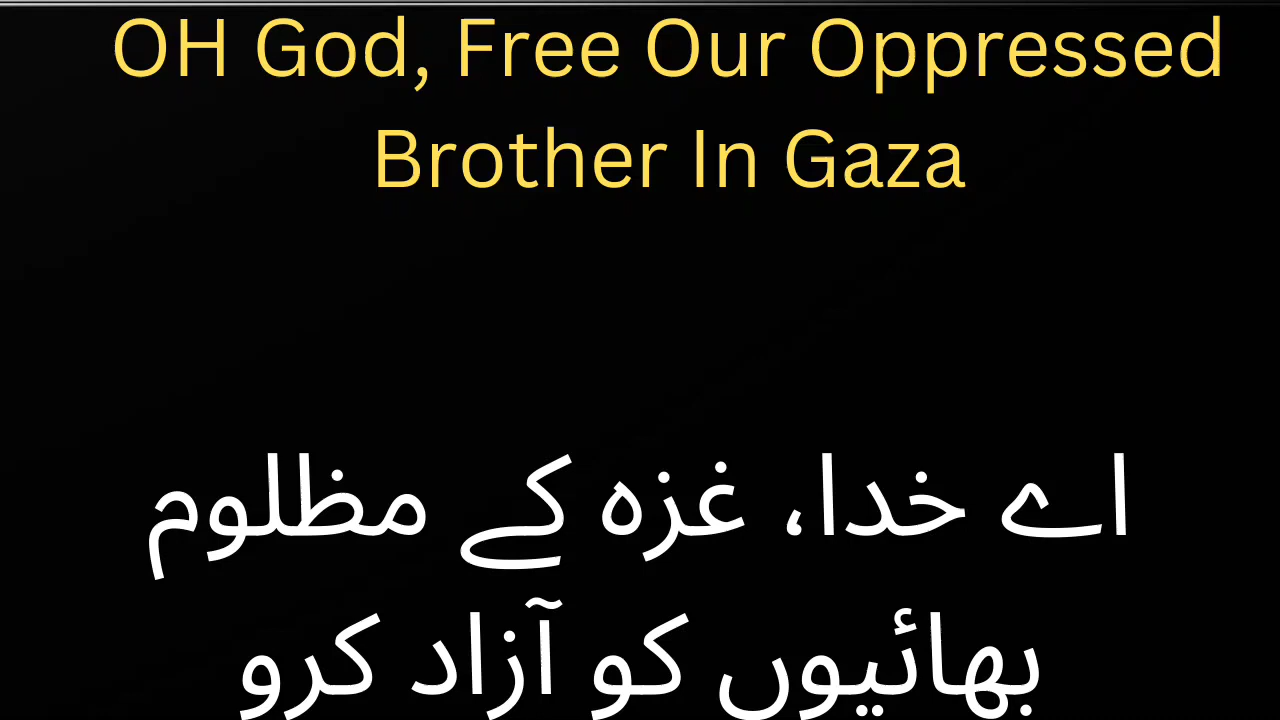 OH God, Free Our Oppressed
Brother In Gaza
اے خدا، غزہ کے مظلوم
بھائیوں کو آزاد کرو